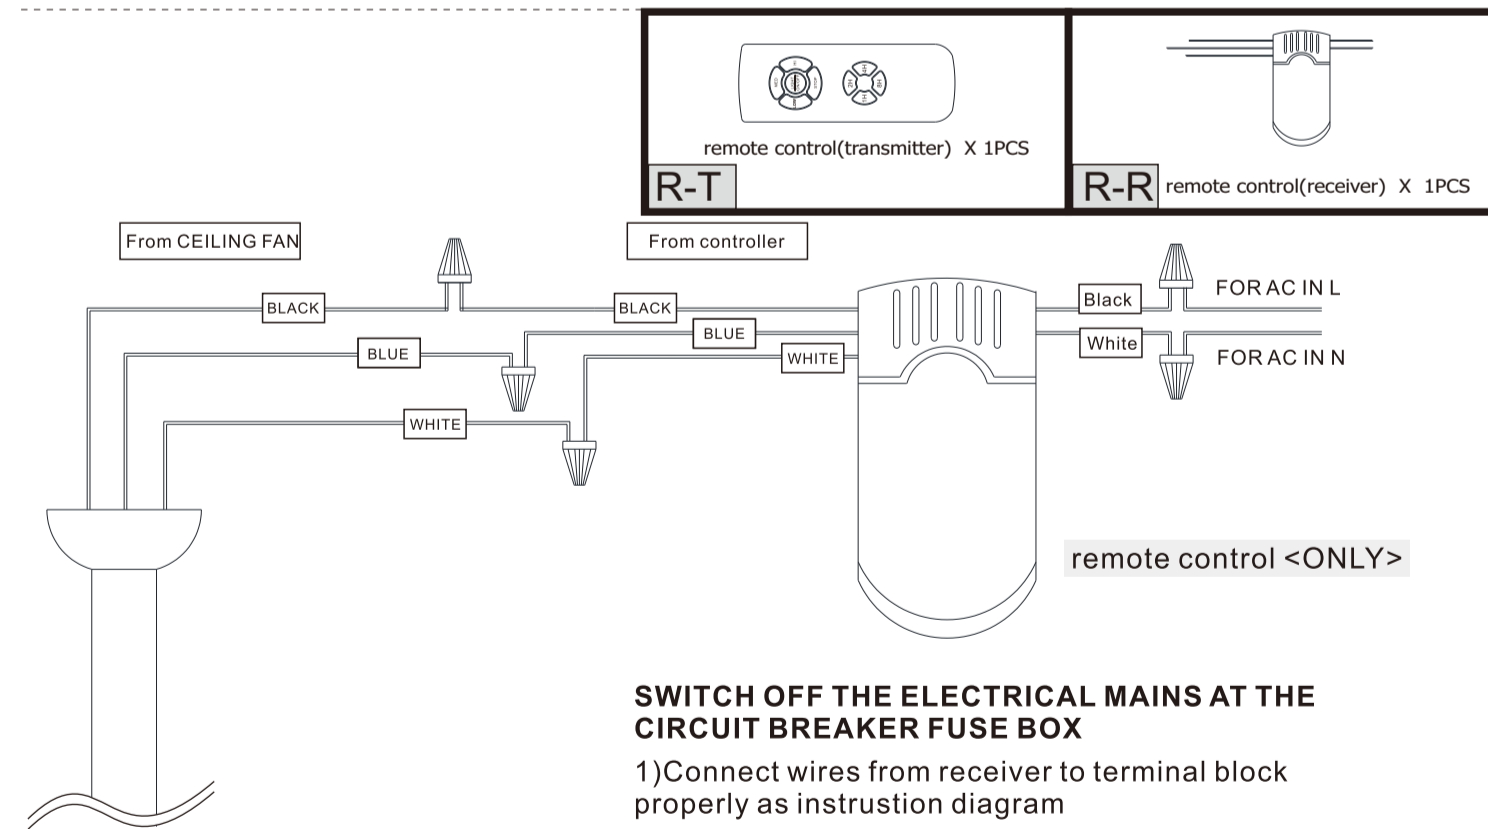 remote control(transmitter) X 1PCS
R-T
R-R
remote control(receiver) X 1PCS
From CEILING FAN
From controller
BLACK
BLACK
Black
FOR AC IN L
BLUE
BLUE
WHITE
White
FOR AC IN N
WHITE
remote control <ONLY>
SWITCH OFF THE ELECTRICAL MAINS AT THE
CIRCUIT BREAKER FUSE BOX
1)Connect wires from receiver to terminal block
properly as instrustion diagram